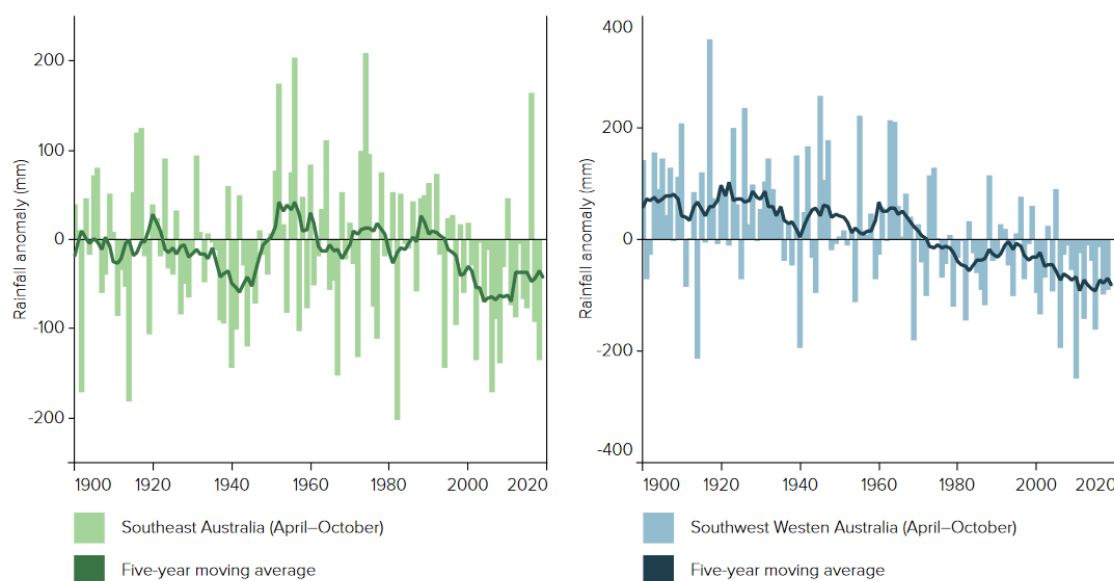 Rainfall anomaly (mm)
200
100
0
-100
-200
1900 1920 1940 1960 1980 2000 2020
Southeast Australia (April–October)
Five-year moving average
Rainfall anomaly (mm)
400
200
0
-200
-400
1900 1920 1940 1960 1980 2000 2020
Southwest Westen Australia (April–October)
Five-year moving average